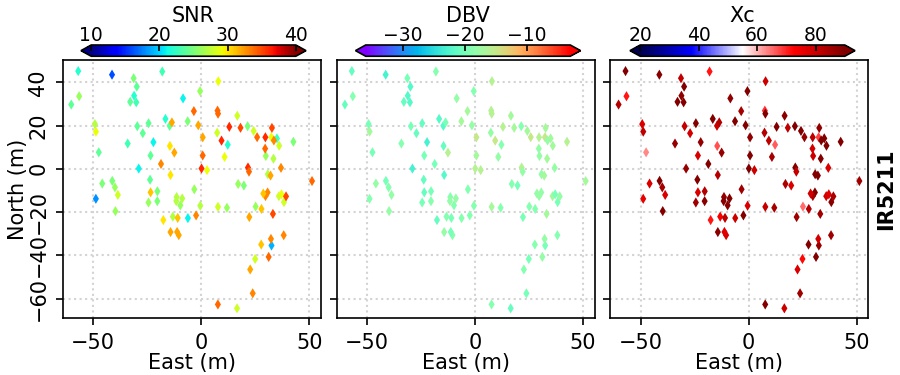 SNR DBV Xc
10 20 30 40 −30 −20 −10 20 40 60 80
North (m)
40
20
0
−20
−40
−60
−50 0 50 −50 0 50 −50 0 50
East (m) East (m) East (m)
IR5211